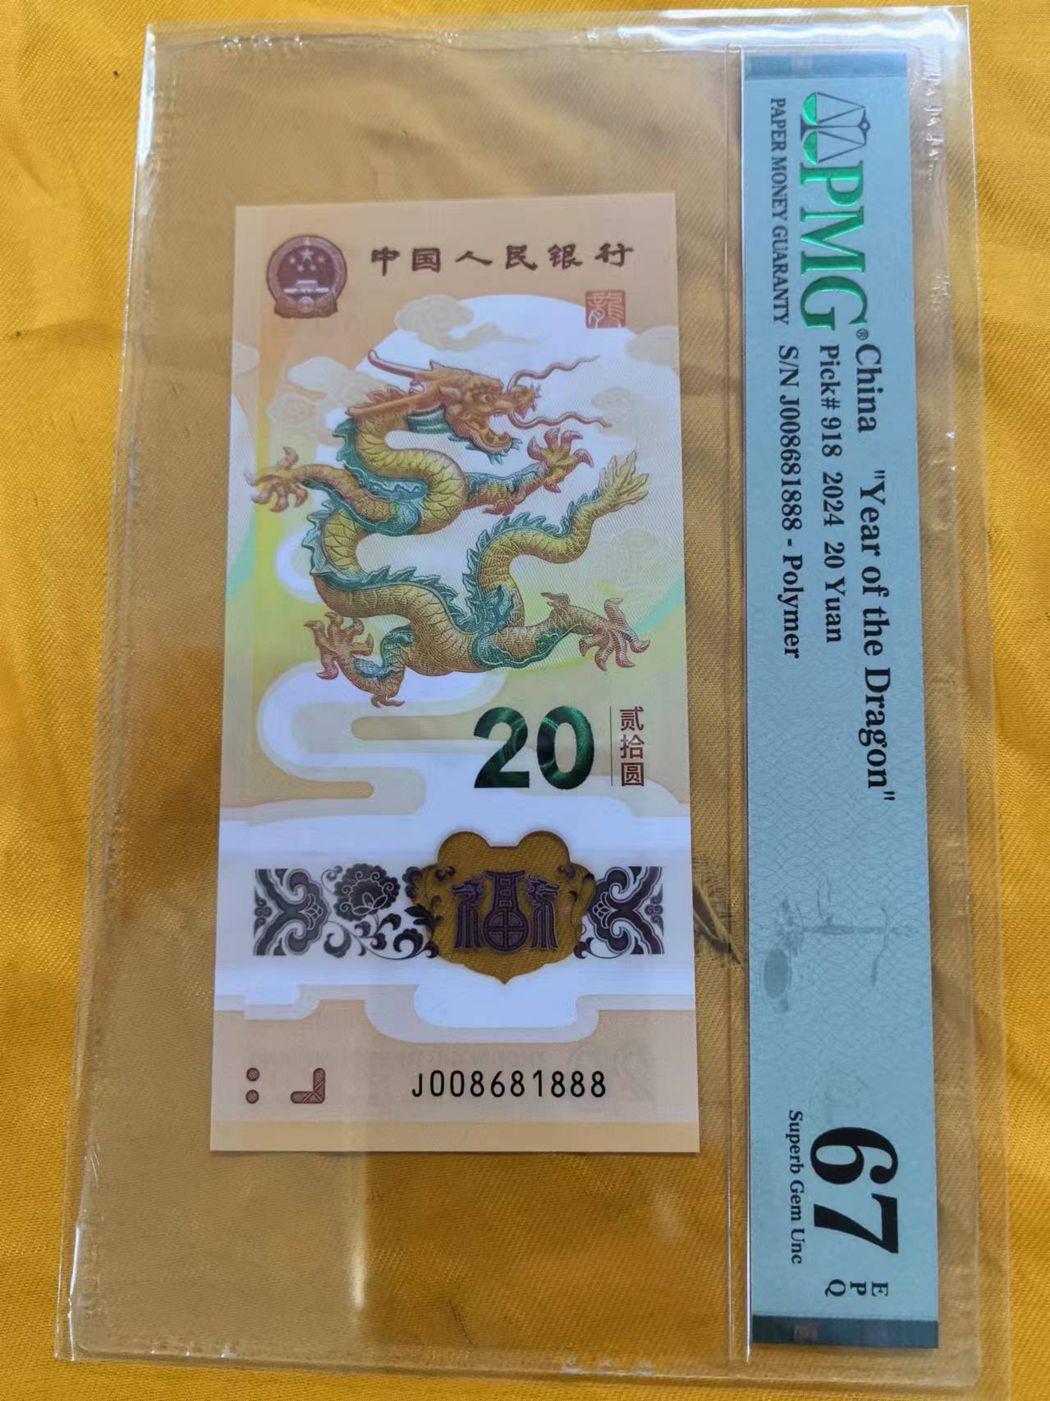 中国人民银行
龍
20
贰拾圆
J008681888
PMG®
PAPER MONEY GUARANTY
China "Year of the Dragon"
Pick# 918 2024 20 Yuan
S/N J008681888 - Polymer
67
EPQ
Superb Gem Unc